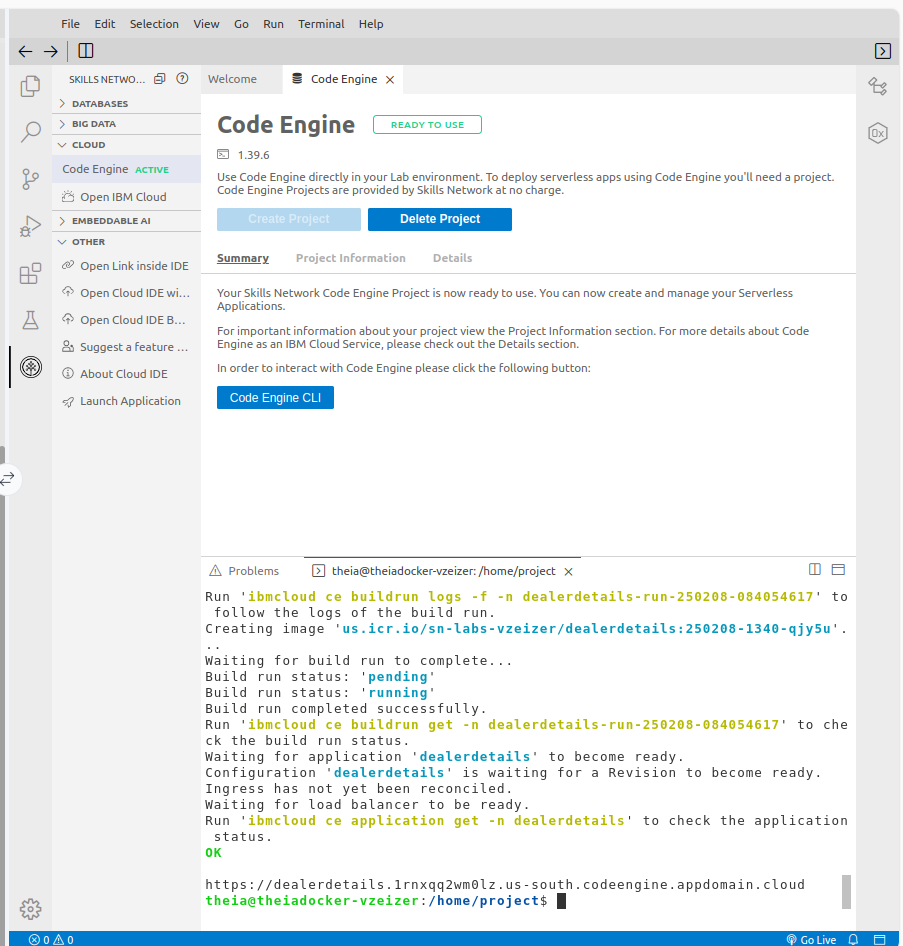 File Edit Selection View Go Run Terminal Help
SKILLS NETWO...
DATABASES
BIG DATA
CLOUD
Code Engine ACTIVE
Open IBM Cloud
EMBEDDABLE AI
OTHER
Open Link inside IDE
Open Cloud IDE wi...
Open Cloud IDE B...
Suggest a feature ...
About Cloud IDE
Launch Application
Welcome
Code Engine
Code Engine
READY TO USE
1.39.6
Use Code Engine directly in your Lab environment. To deploy serverless apps using Code Engine you'll need a project.
Code Engine Projects are provided by Skills Network at no charge.
Create Project
Delete Project
Summary
Project Information
Details
Your Skills Network Code Engine Project is now ready to use. You can now create and manage your Serverless
Applications.
For important information about your project view the Project Information section. For more details about Code
Engine as an IBM Cloud Service, please check out the Details section.
In order to interact with Code Engine please click the following button:
Code Engine CLI
0x
Problems
theia@theiadocker-vzeizer: /home/project
Run 'ibmcloud ce buildrun logs -f -n dealerdetails-run-250208-084054617' to
follow the logs of the build run.
Creating image 'us.icr.io/sn-labs-vzeizer/dealerdetails:250208-1340-qjy5u'.
..
Waiting for build run to complete...
Build run status: 'pending'
Build run status: 'running'
Build run completed successfully.
Run 'ibmcloud ce buildrun get -n dealerdetails-run-250208-084054617' to che
ck the build run status.
Waiting for application 'dealerdetails' to become ready.
Configuration 'dealerdetails' is waiting for a Revision to become ready.
Ingress has not yet been reconciled.
Waiting for load balancer to be ready.
Run 'ibmcloud ce application get -n dealerdetails' to check the application
status.
OK
https://dealerdetails.1rnxqq2wm0lz.us-south.codeengine.appdomain.cloud
theia@theiadocker-vzeizer:/home/project$
0 0
Go Live